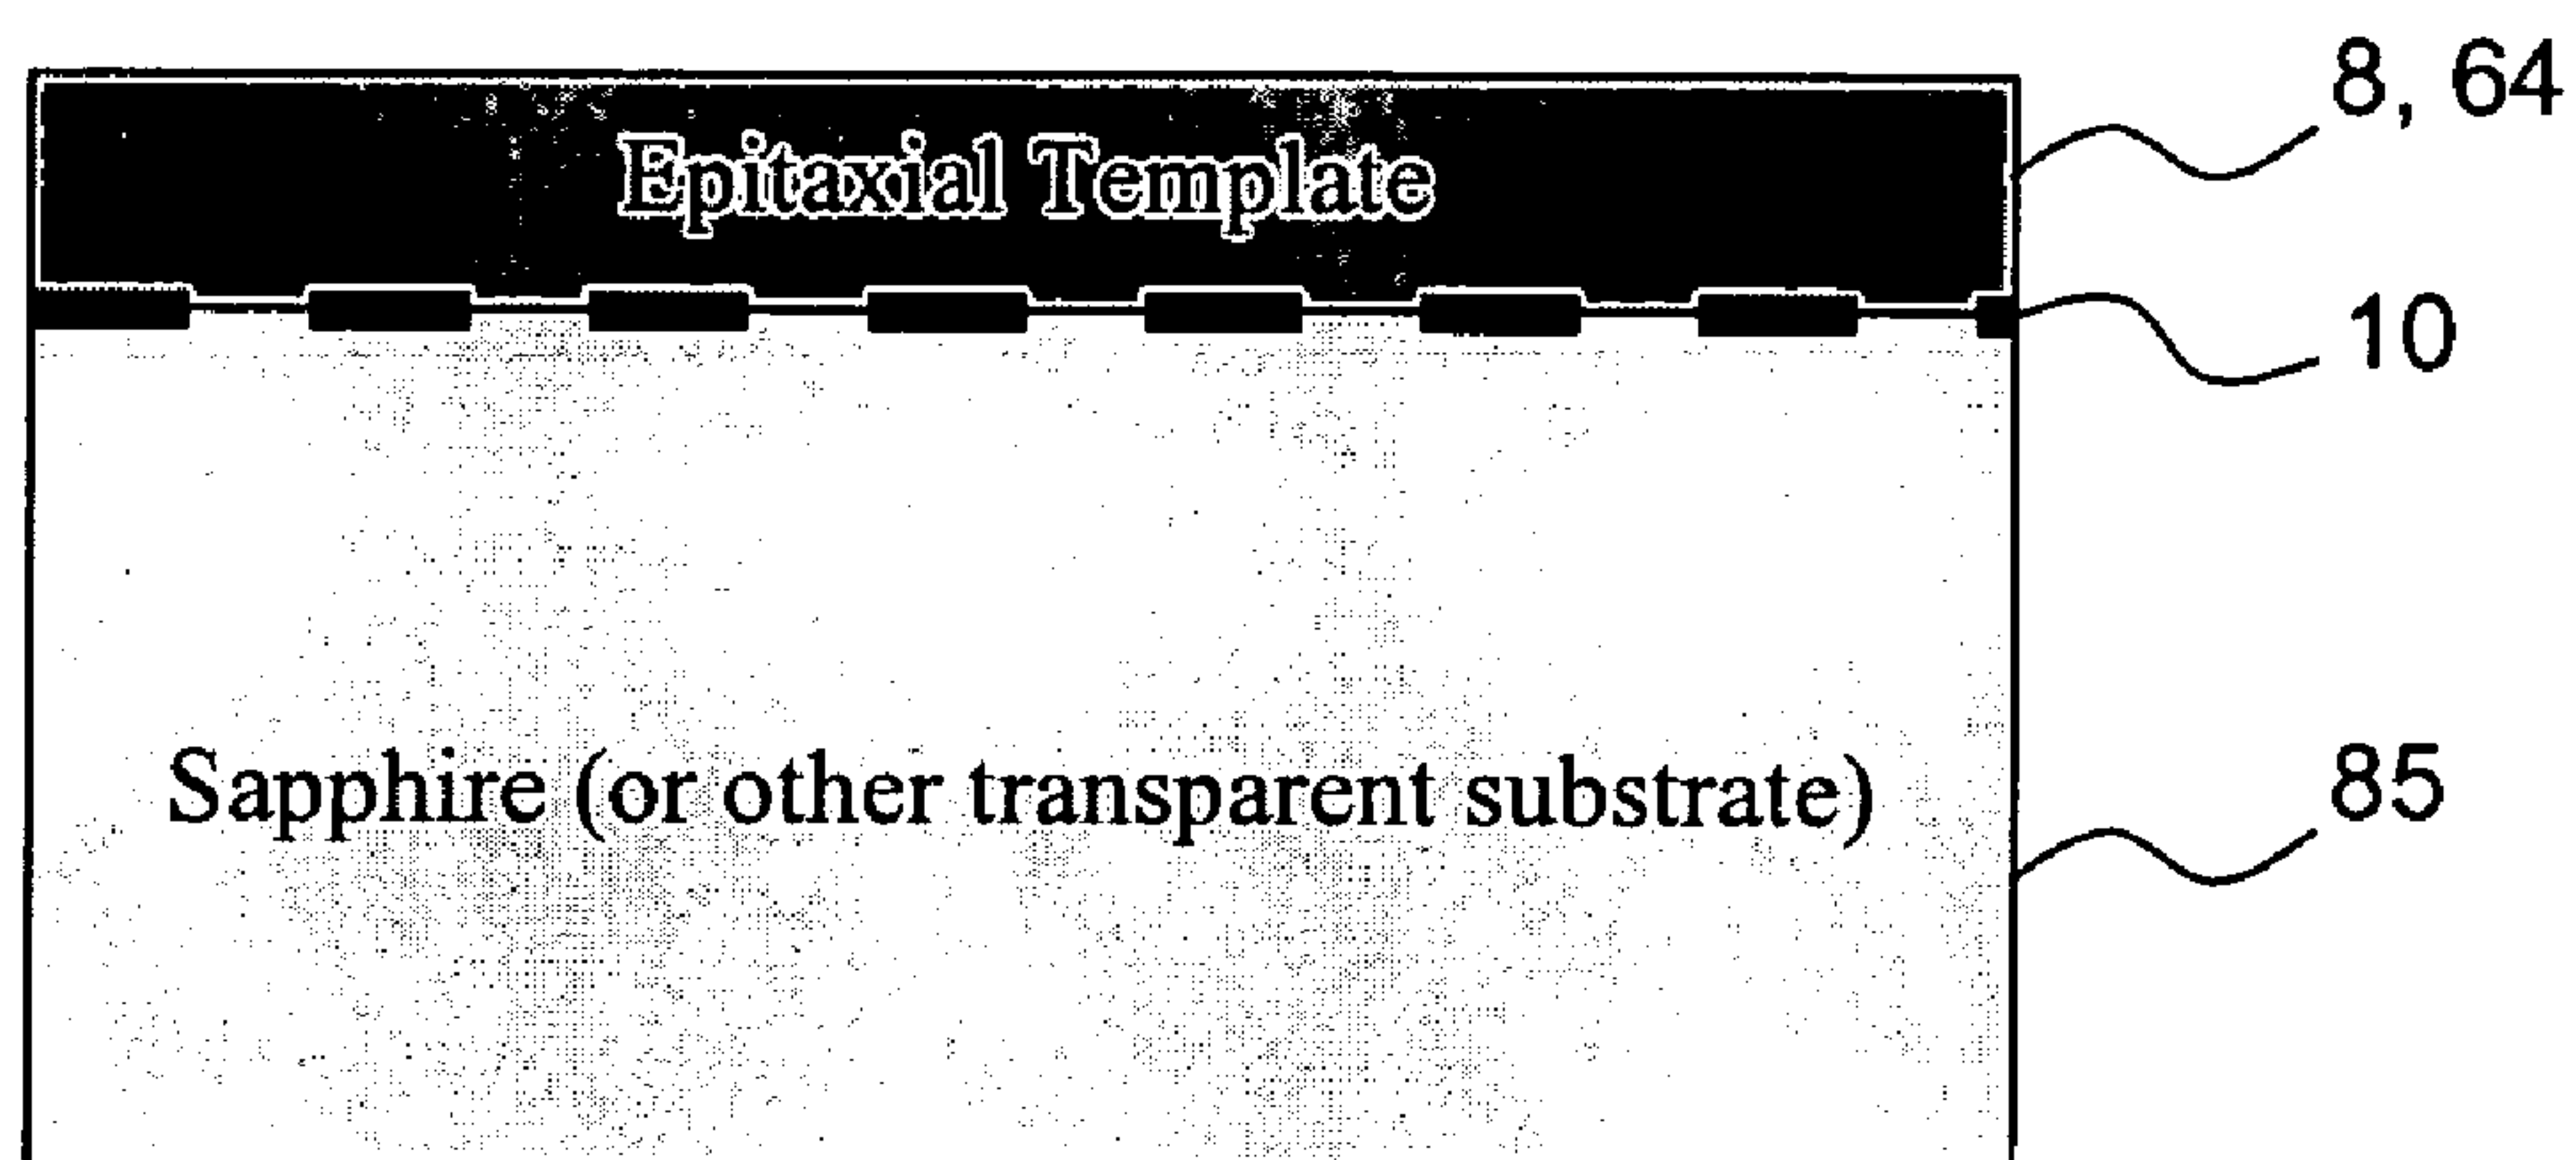 8, 64
Epitaxial Template
10
Sapphire (or other transparent substrate)
85